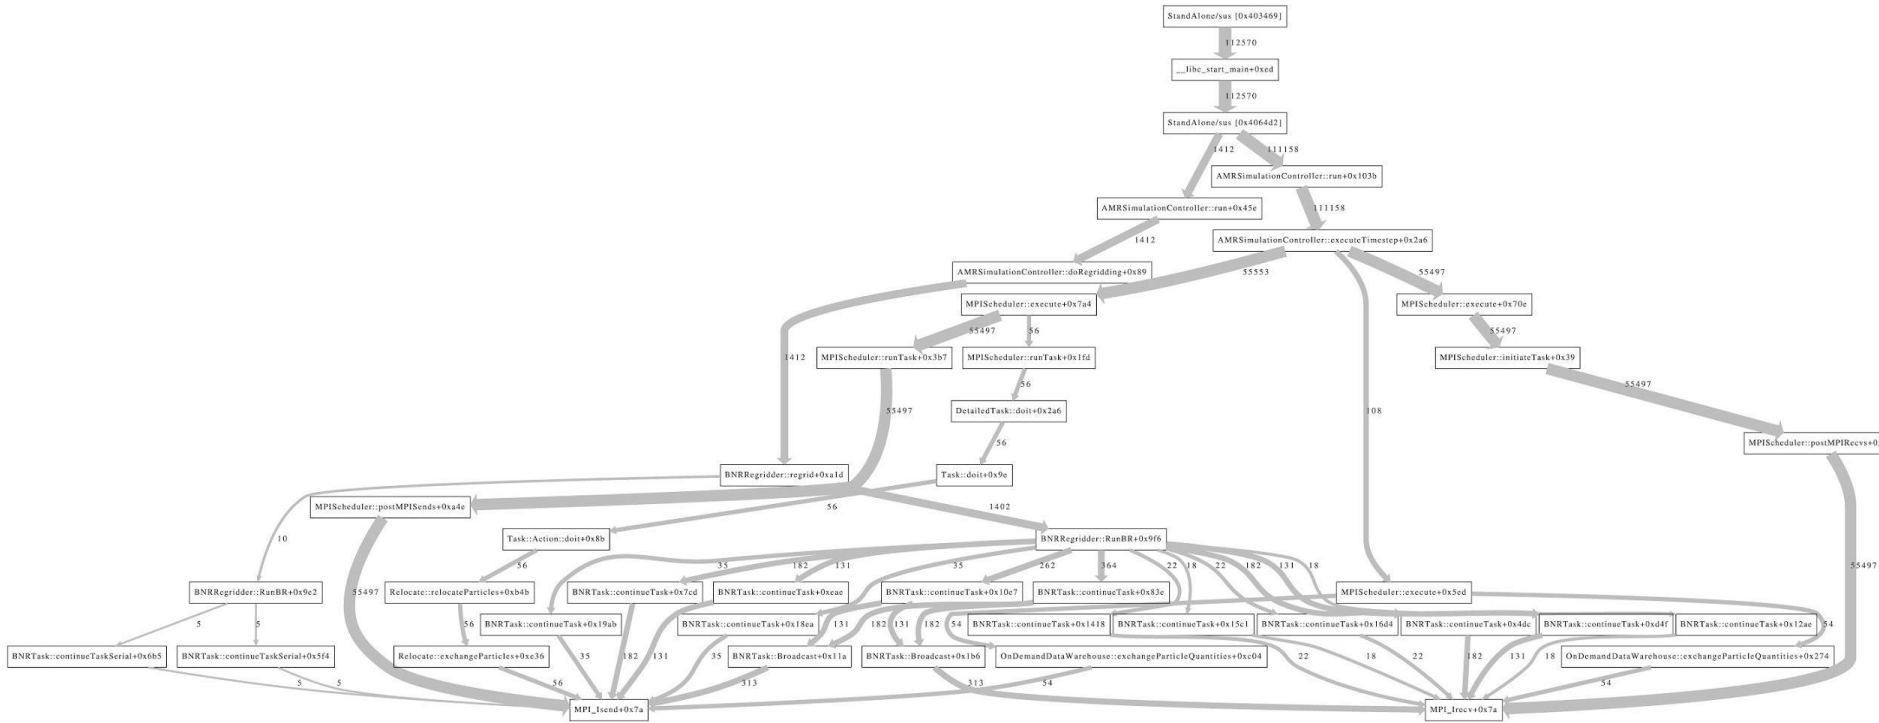 StandAlone/sus [0x403469]
112570
__libc_start_main+0xed
112570
StandAlone/sus [0x4064d2]
1412
111158
AMRSimulationController::run+0x103b
111158
AMRSimulationController::run+0x45e
1412
AMRSimulationController::executeTimestep+0x2a6
AMRSimulationController::doRegridding+0x89
55553
55497
MPIScheduler::execute+0x7a4
MPIScheduler::execute+0x70e
55497
56
55497
1412
MPIScheduler::runTask+0x3b7
MPIScheduler::runTask+0x1fd
MPIScheduler::initiateTask+0x39
56
55497
55497
DetailedTask::doit+0x2a6
108
56
MPIScheduler::postMPIRecvs+0
BNRRegridder::regrid+0xa1d
Task::doit+0x9e
MPIScheduler::postMPISends+0xa4e
56
1402
10
Task::Action::doit+0x8b
BNRRegridder::RunBR+0x9f6
56
35
182
131
35
262
364
22
18
22
182
131
18
55497
55497
BNRRegridder::RunBR+0x9e2
Relocate::relocateParticles+0xb4b
BNRTask::continueTask+0x7cd
BNRTask::continueTask+0xeae
BNRTask::continueTask+0x10e7
BNRTask::continueTask+0x83e
MPIScheduler::execute+0x5ed
5
5
56
BNRTask::continueTask+0x19ab
BNRTask::continueTask+0x18ea
131
182
131
182
54
BNRTask::continueTask+0x1418
BNRTask::continueTask+0x15c1
BNRTask::continueTask+0x16d4
BNRTask::continueTask+0x4dc
BNRTask::continueTask+0xd4f
BNRTask::continueTask+0x12ae
54
BNRTask::continueTaskSerial+0x6b5
BNRTask::continueTaskSerial+0x5f4
Relocate::exchangeParticles+0xe36
35
182
131
35
BNRTask::Broadcast+0x11a
BNRTask::Broadcast+0x1b6
OnDemandDataWarehouse::exchangeParticleQuantities+0xc04
22
18
22
182
131
18
OnDemandDataWarehouse::exchangeParticleQuantities+0x274
5
5
56
313
54
313
54
MPI_Isend+0x7a
MPI_Irecv+0x7a